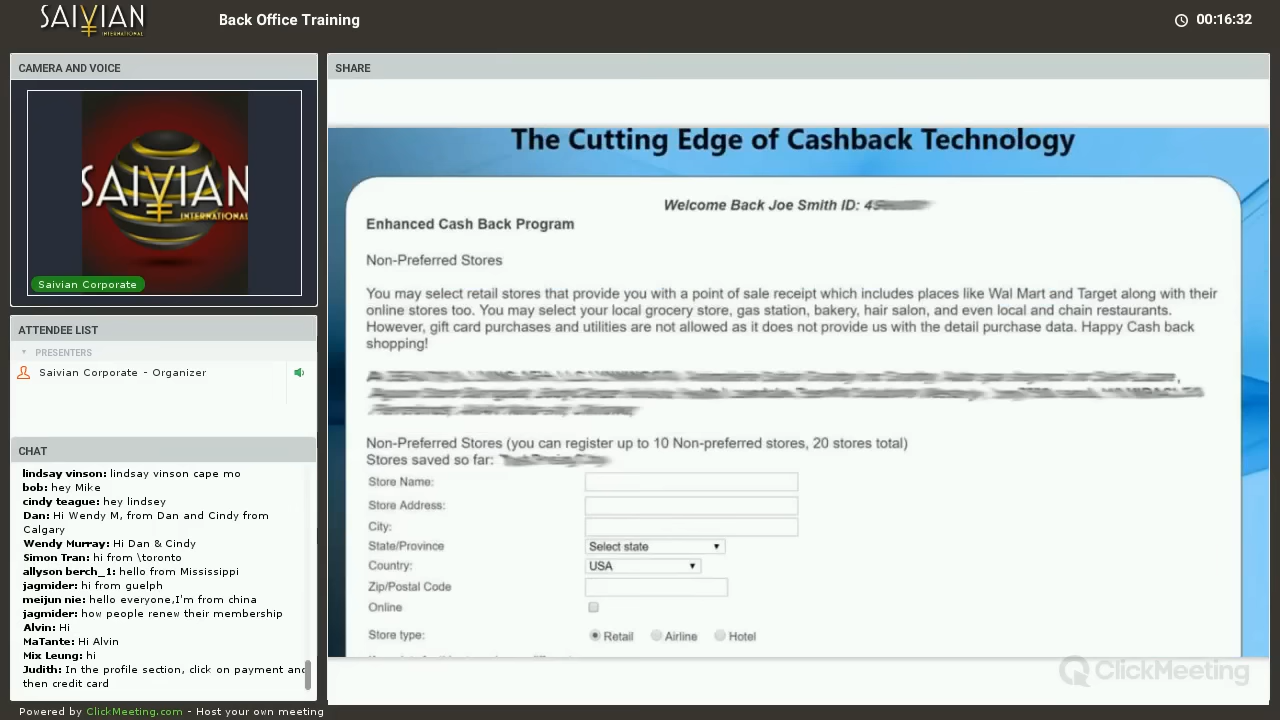 SAIVIAN
INTERNATIONAL
Back Office Training
00:16:32
CAMERA AND VOICE
SAIVIAN
INTERNATIONAL
Saivian Corporate
ATTENDEE LIST
PRESENTERS
Saivian Corporate - Organizer
CHAT
lindsay vinson: lindsay vinson cape mo
bob: hey Mike
cindy teague: hey lindsey
Dan: Hi Wendy M, from Dan and Cindy from
Calgary
Wendy Murray: Hi Dan & Cindy
Simon Tran: hi from \toronto
allyson berch_1: hello from Mississippi
jagmider: hi from guelph
meijun nie: hello everyone,I'm from china
jagmider: how people renew their membership
Alvin: Hi
MaTante: Hi Alvin
Mix Leung: hi
Judith: In the profile section, click on payment and
then credit card
SHARE
The Cutting Edge of Cashback Technology
Welcome Back Joe Smith ID:
Enhanced Cash Back Program
Non-Preferred Stores
You may select retail stores that provide you with a point of sale receipt which includes places like Wal Mart and Target along with their
online stores too. You may select your local grocery store, gas station, bakery, hair salon, and even local and chain restaurants.
However, gift card purchases and utilities are not allowed as it does not provide us with the detail purchase data. Happy Cash back
shopping!
Non-Preferred Stores (you can register up to 10 Non-preferred stores, 20 stores total)
Stores saved so far:
Store Name:
Store Address:
City:
State/Province Select state
Country: USA
Zip/Postal Code
Online
Store type: Retail Airline Hotel
ClickMeeting
Powered by ClickMeeting.com - Host your own meeting